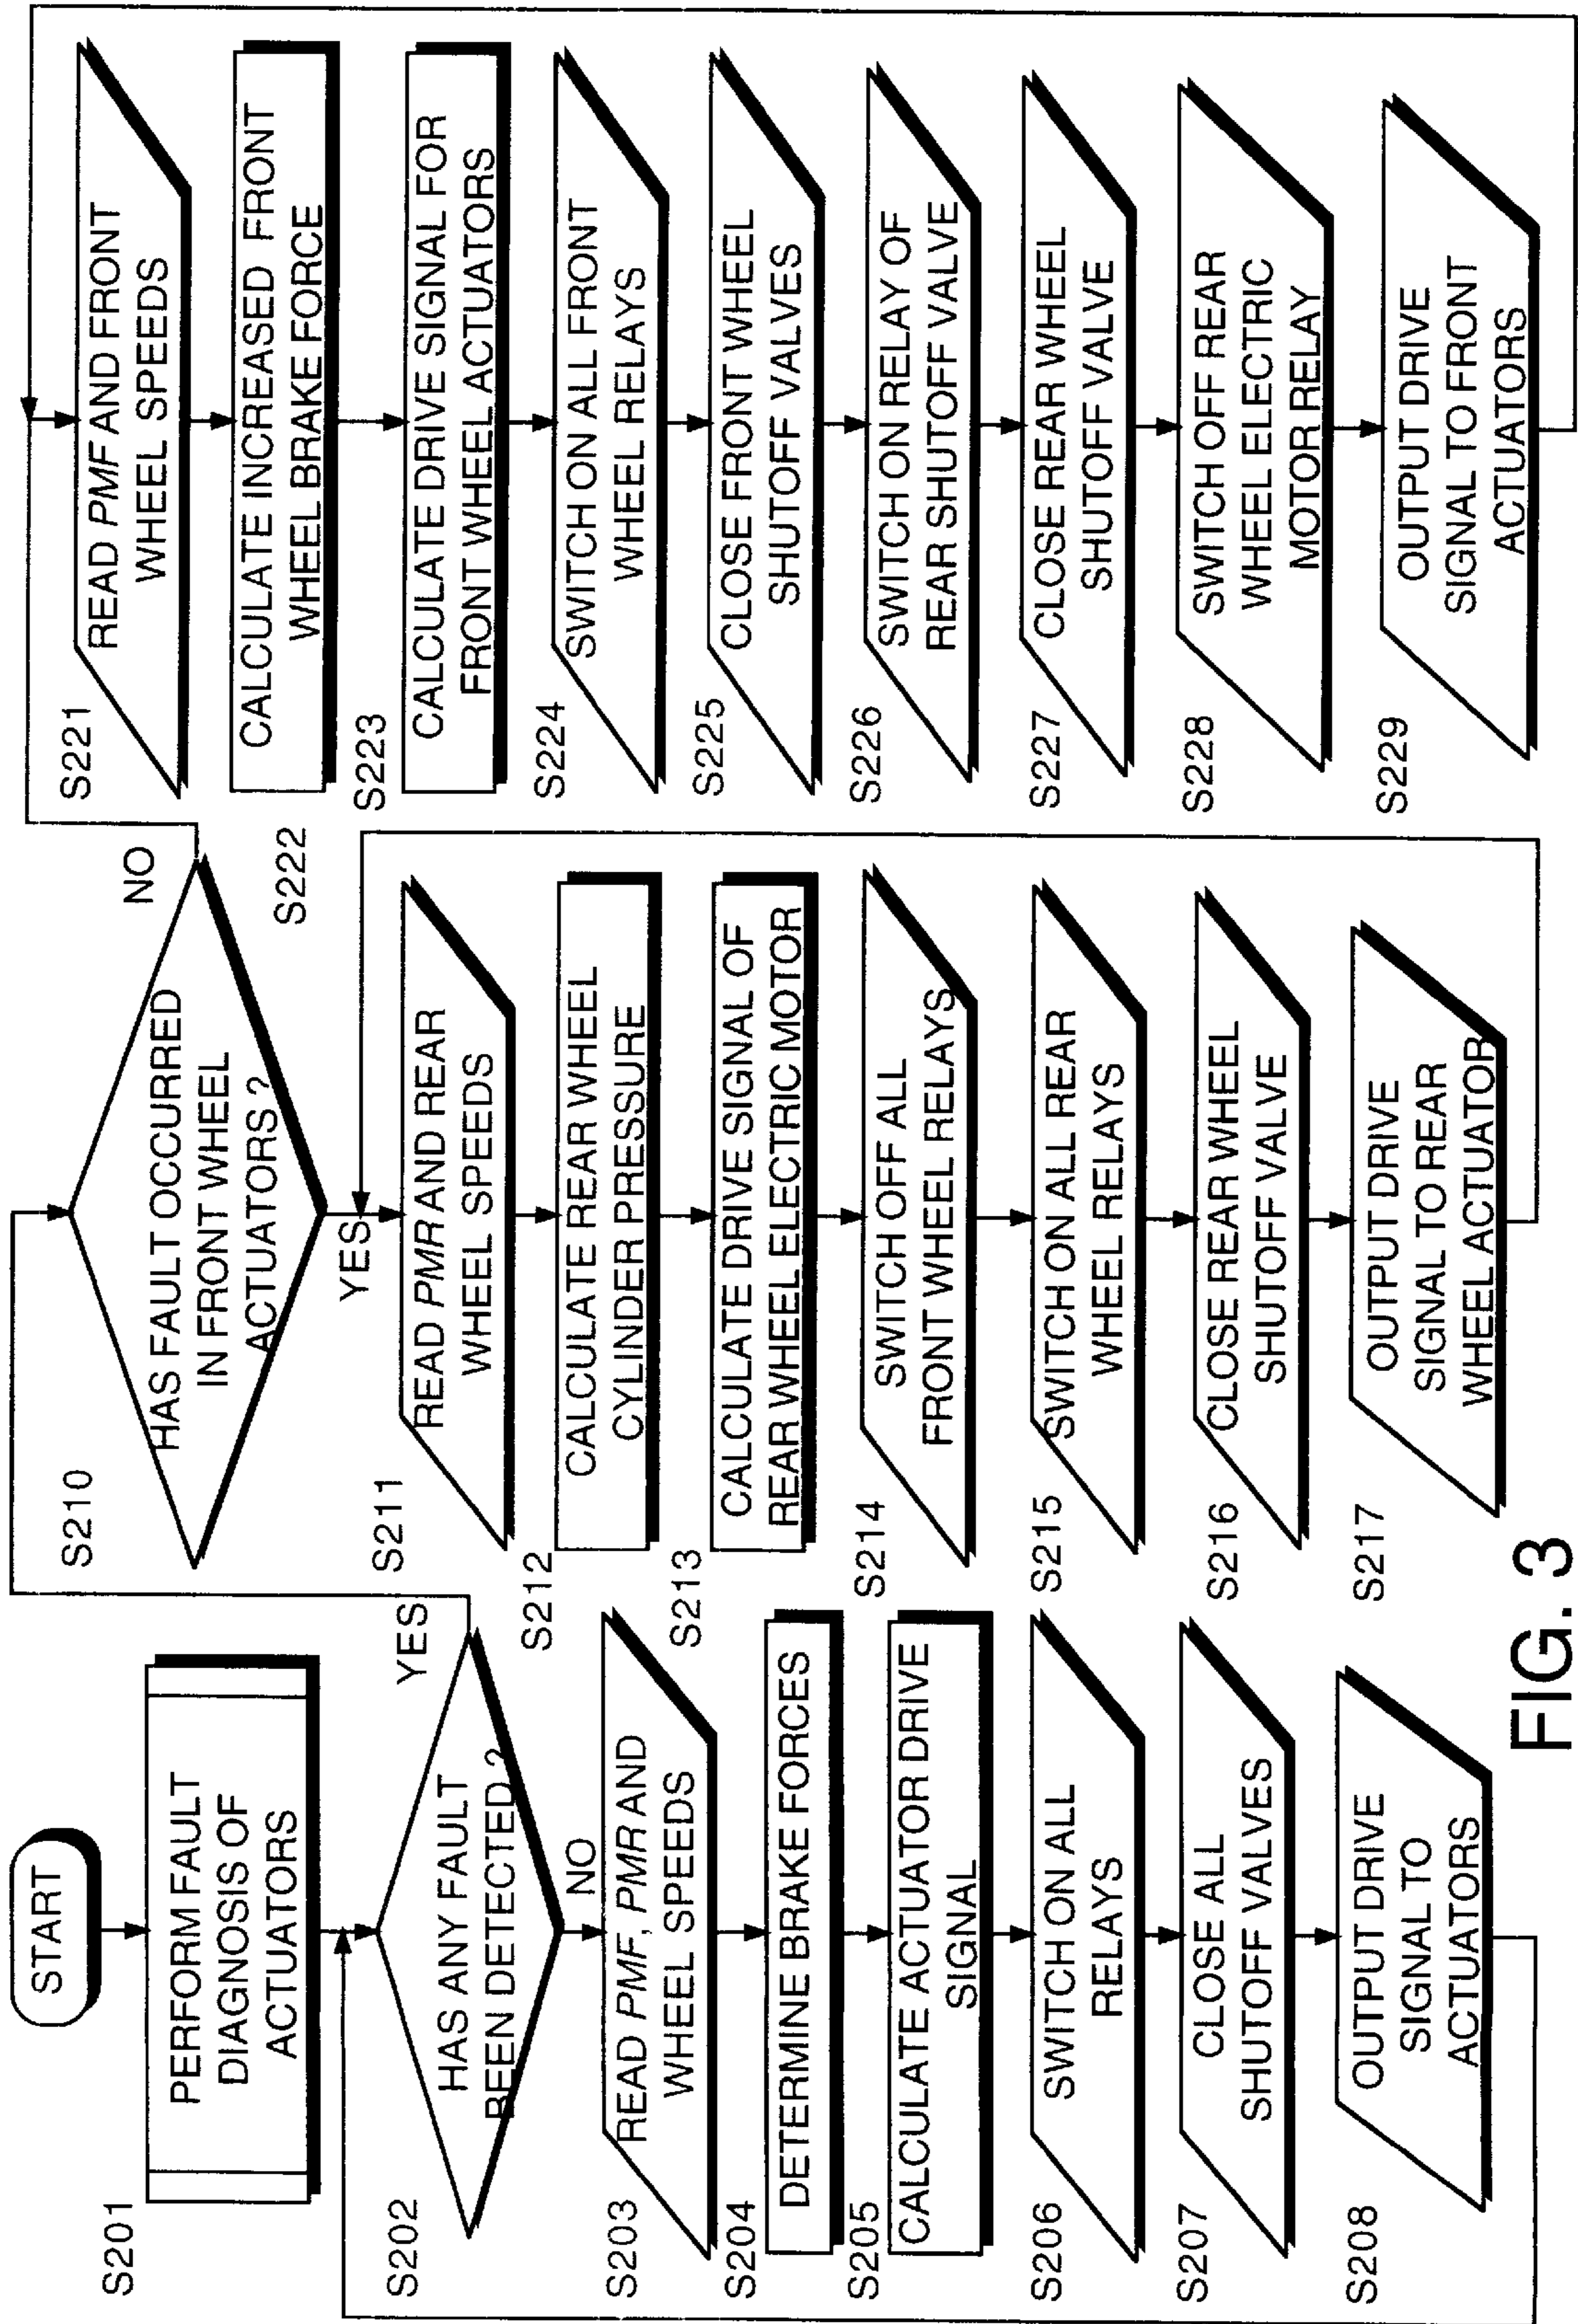 START
S201
PERFORM FAULT
DIAGNOSIS OF
ACTUATORS
S202
HAS ANY FAULT
BEEN DETECTED ?
YES
NO
S203
READ PMF, PMR AND
WHEEL SPEEDS
S204
DETERMINE BRAKE FORCES
S205
CALCULATE ACTUATOR DRIVE
SIGNAL
S206
SWITCH ON ALL
RELAYS
S207
CLOSE ALL
SHUTOFF VALVES
S208
OUTPUT DRIVE
SIGNAL TO
ACTUATORS
S210
HAS FAULT OCCURRED
IN FRONT WHEEL
ACTUATORS ?
NO
YES
S211
READ PMR AND REAR
WHEEL SPEEDS
S212
CALCULATE REAR WHEEL
CYLINDER PRESSURE
S213
CALCULATE DRIVE SIGNAL OF
REAR WHEEL ELECTRIC MOTOR
S214
SWITCH OFF ALL
FRONT WHEEL RELAYS
S215
SWITCH ON ALL REAR
WHEEL RELAYS
S216
CLOSE REAR WHEEL
SHUTOFF VALVE
S217
OUTPUT DRIVE
SIGNAL TO REAR
WHEEL ACTUATOR
S221
READ PMF AND FRONT
WHEEL SPEEDS
S222
CALCULATE INCREASED FRONT
WHEEL BRAKE FORCE
S223
CALCULATE DRIVE SIGNAL FOR
FRONT WHEEL ACTUATORS
S224
SWITCH ON ALL FRONT
WHEEL RELAYS
S225
CLOSE FRONT WHEEL
SHUTOFF VALVES
S226
SWITCH ON RELAY OF
REAR SHUTOFF VALVE
S227
CLOSE REAR WHEEL
SHUTOFF VALVE
S228
SWITCH OFF REAR
WHEEL ELECTRIC
MOTOR RELAY
S229
OUTPUT DRIVE
SIGNAL TO FRONT
ACTUATORS
FIG. 3